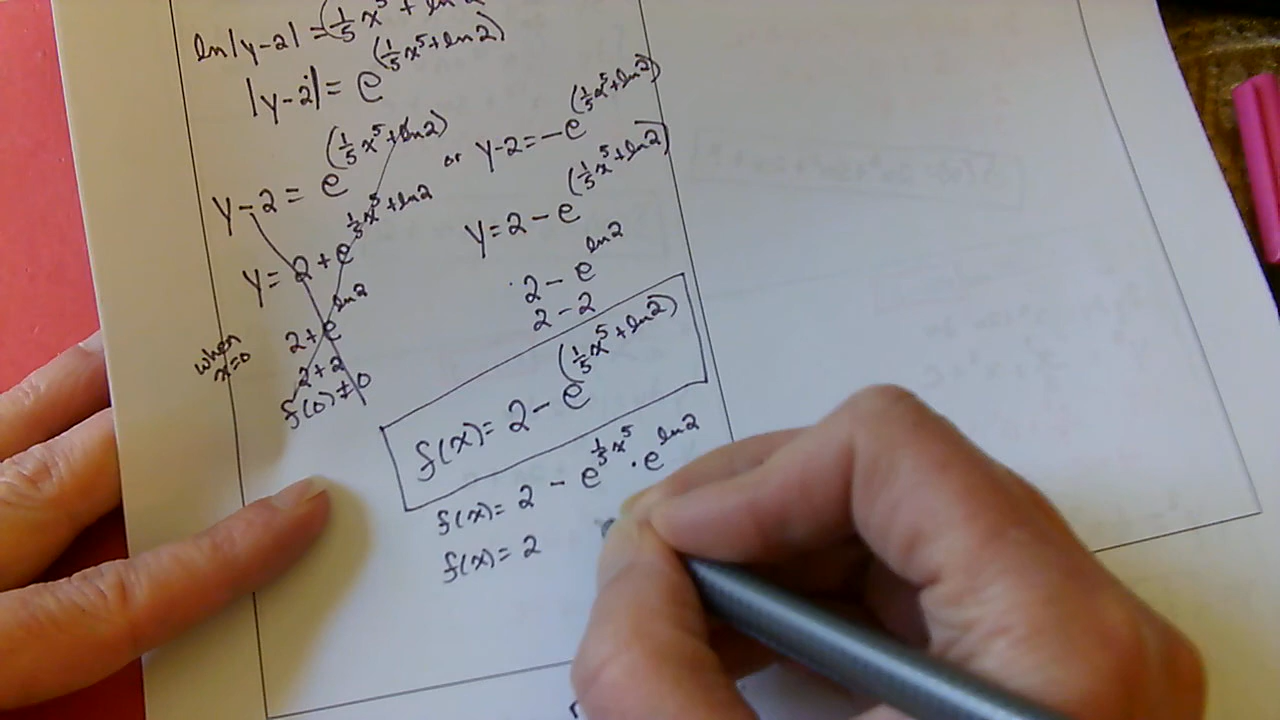 ln|y-2| = (1/5 x^5 + ln2)
|y-2| = e^(1/5 x^5 + ln2)
y-2 = e^(1/5 x^5 + ln2) or y-2 = -e^(1/5 x^5 + ln2)
y = 2 + e^1/5 x^5 + ln2
when x=0
2 + e^ln2
2 + 2
f(0) ≠ 0
y = 2 - e^(1/5 x^5 + ln2)
2 - e^ln2
2 - 2
f(x) = 2 - e^(1/5 x^5 + ln2)
f(x) = 2 - e^1/5 x^5 · e^ln2
f(x) = 2